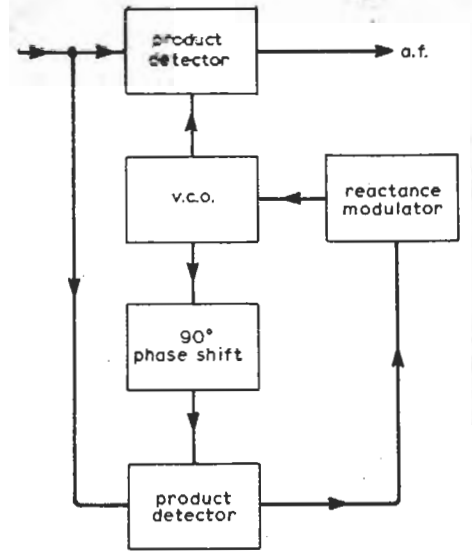 product
detector
a.f.
v.c.o.
reactance
modulator
90°
phase shift
product
detector